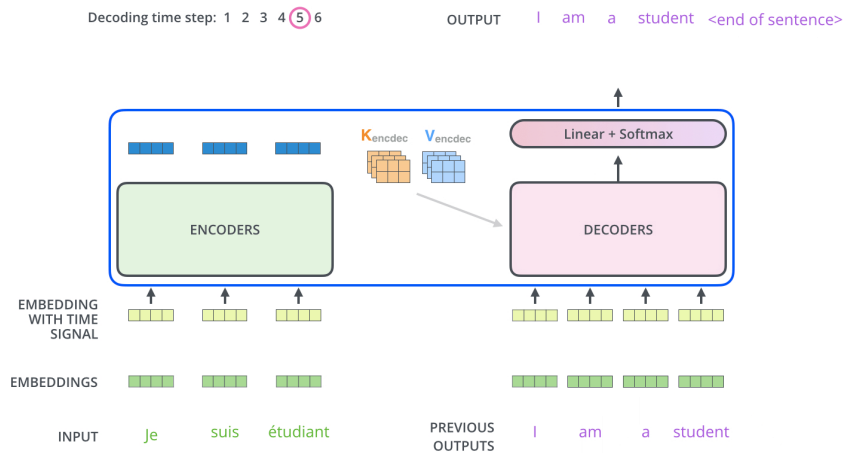 Decoding time step: 1 2 3 4 5 6
OUTPUT I am a student <end of sentence>
Kencdec Vencdec
Linear + Softmax
ENCODERS
DECODERS
EMBEDDING
WITH TIME
SIGNAL
EMBEDDINGS
INPUT Je suis étudiant
PREVIOUS
OUTPUTS
I am a student